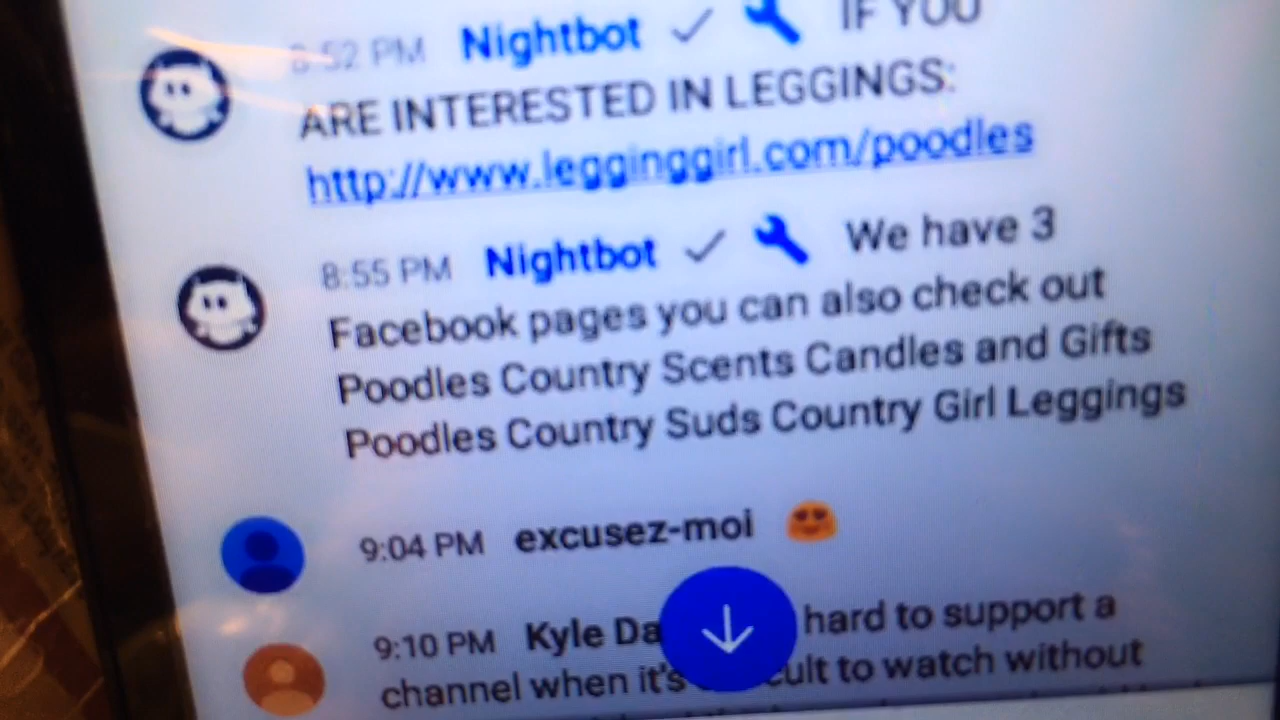 8:52 PM Nightbot IF YOU
ARE INTERESTED IN LEGGINGS:
http://www.legginggirl.com/poodles
8:55 PM Nightbot We have 3
Facebook pages you can also check out
Poodles Country Scents Candles and Gifts
Poodles Country Suds Country Girl Leggings
9:04 PM excusez-moi
9:10 PM Kyle hard to support a
channel when it's to watch without